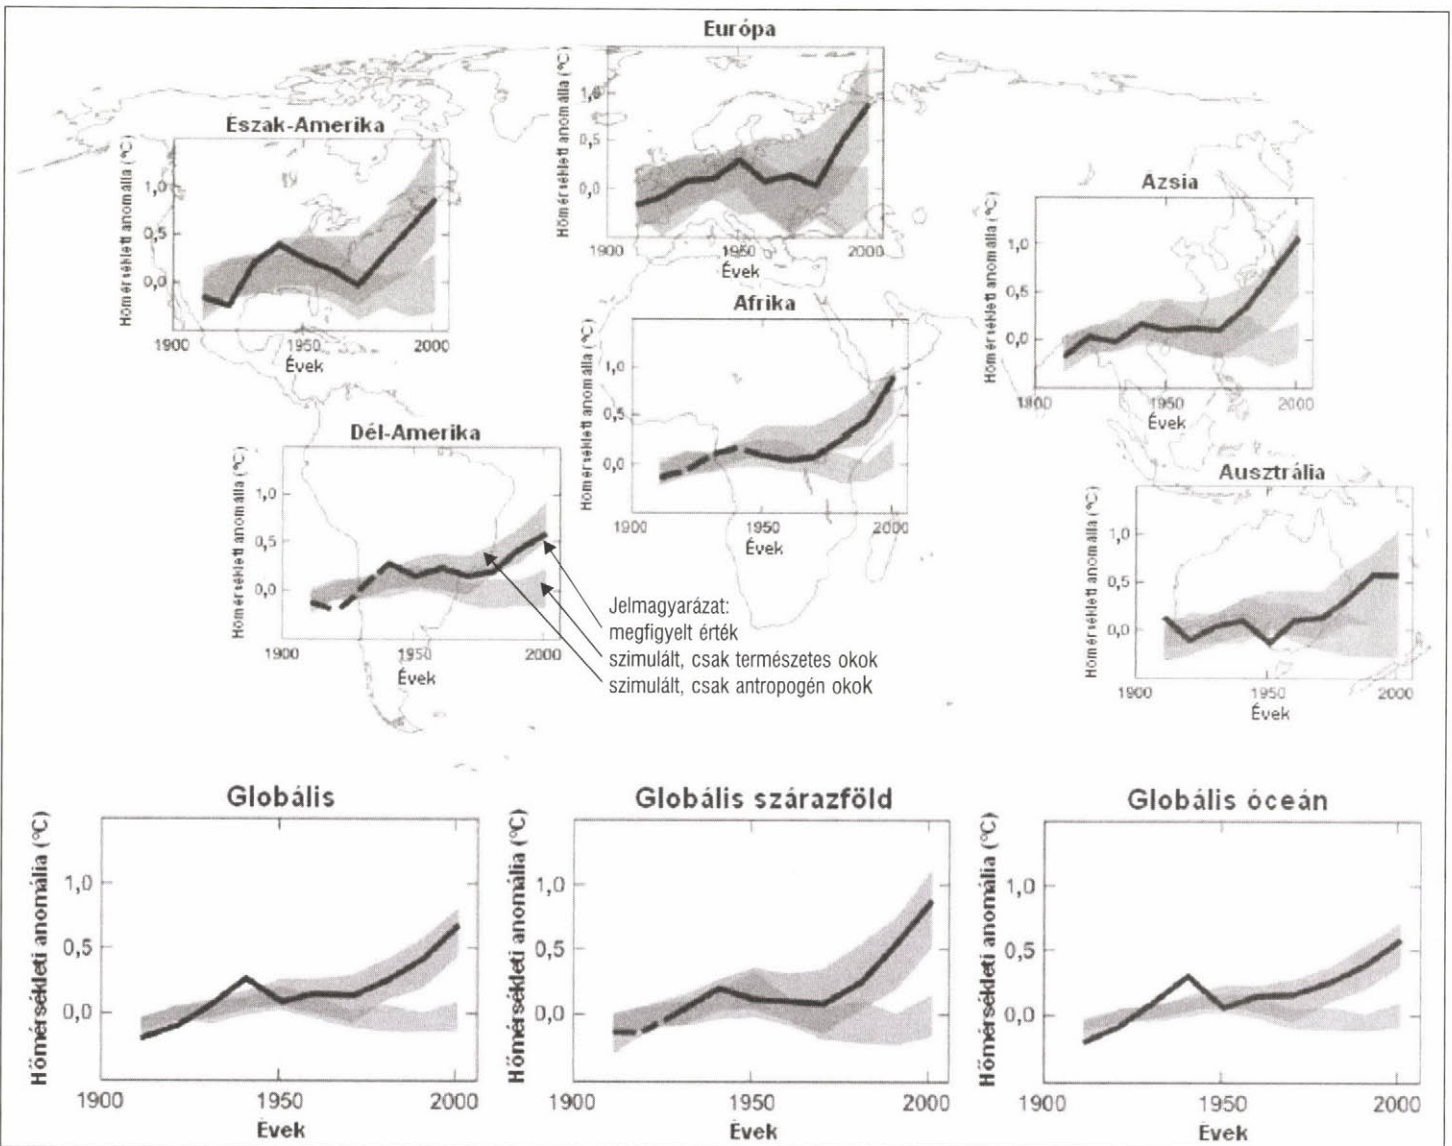 Európa
Hőmérsékleti anomália (°C)
1,0
0,5
0,0
1900
1950
2000
Évek
Észak-Amerika
Hőmérsékleti anomália (°C)
1,0
0,5
0,0
1900
1950
2000
Évek
Ázsia
Hőmérsékleti anomália (°C)
1,0
0,5
0,0
1900
1950
2000
Évek
Afrika
Hőmérsékleti anomália (°C)
1,0
0,5
0,0
1900
1950
2000
Évek
Dél-Amerika
Hőmérsékleti anomália (°C)
1,0
0,5
0,0
1900
1950
2000
Évek
Ausztrália
Hőmérsékleti anomália (°C)
1,0
0,5
0,0
1900
1950
2000
Évek
Jelmagyarázat:
megfigyelt érték
szimulált, csak természetes okok
szimulált, csak antropogén okok
Globális
Hőmérsékleti anomália (°C)
1,0
0,5
0,0
1900
1950
2000
Évek
Globális szárazföld
Hőmérsékleti anomália (°C)
1,0
0,5
0,0
1900
1950
2000
Évek
Globális óceán
Hőmérsékleti anomália (°C)
1,0
0,5
0,0
1900
1950
2000
Évek